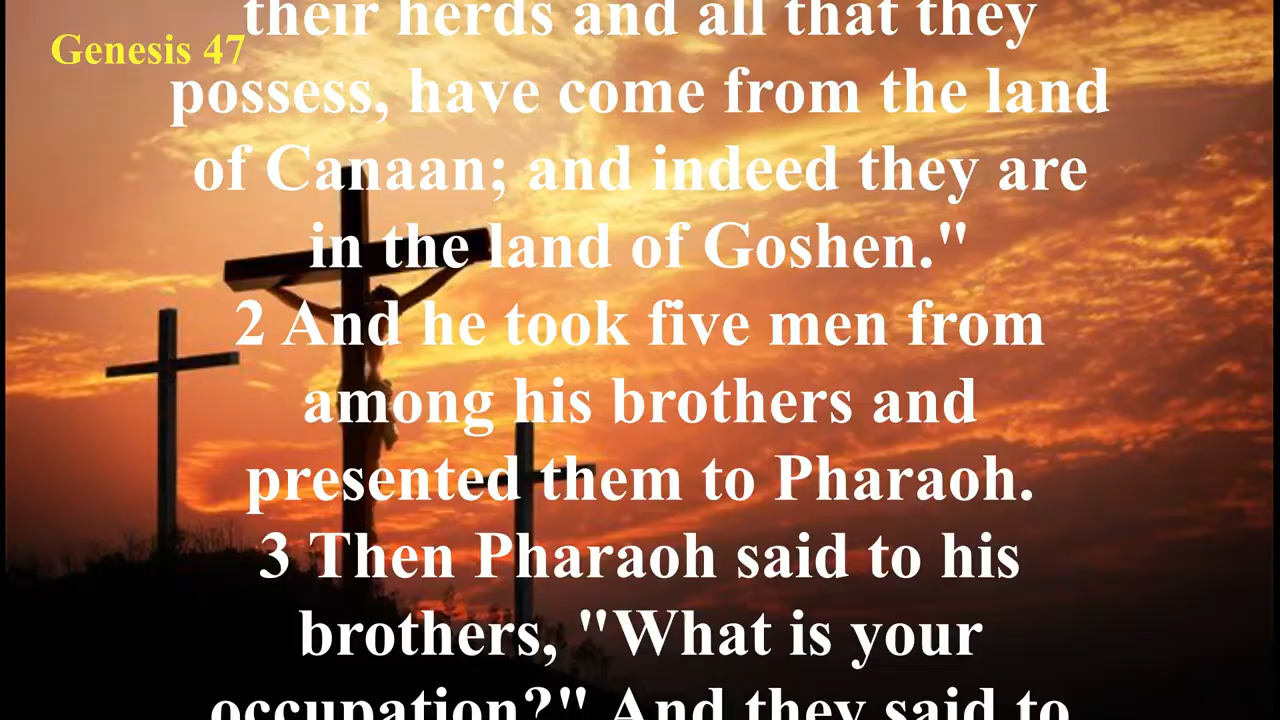 their herds and all that they
Genesis 47
possess, have come from the land
of Canaan; and indeed they are
in the land of Goshen."
2 And he took five men from
among his brothers and
presented them to Pharaoh.
3 Then Pharaoh said to his
brothers, "What is your
occupation?" And they said to